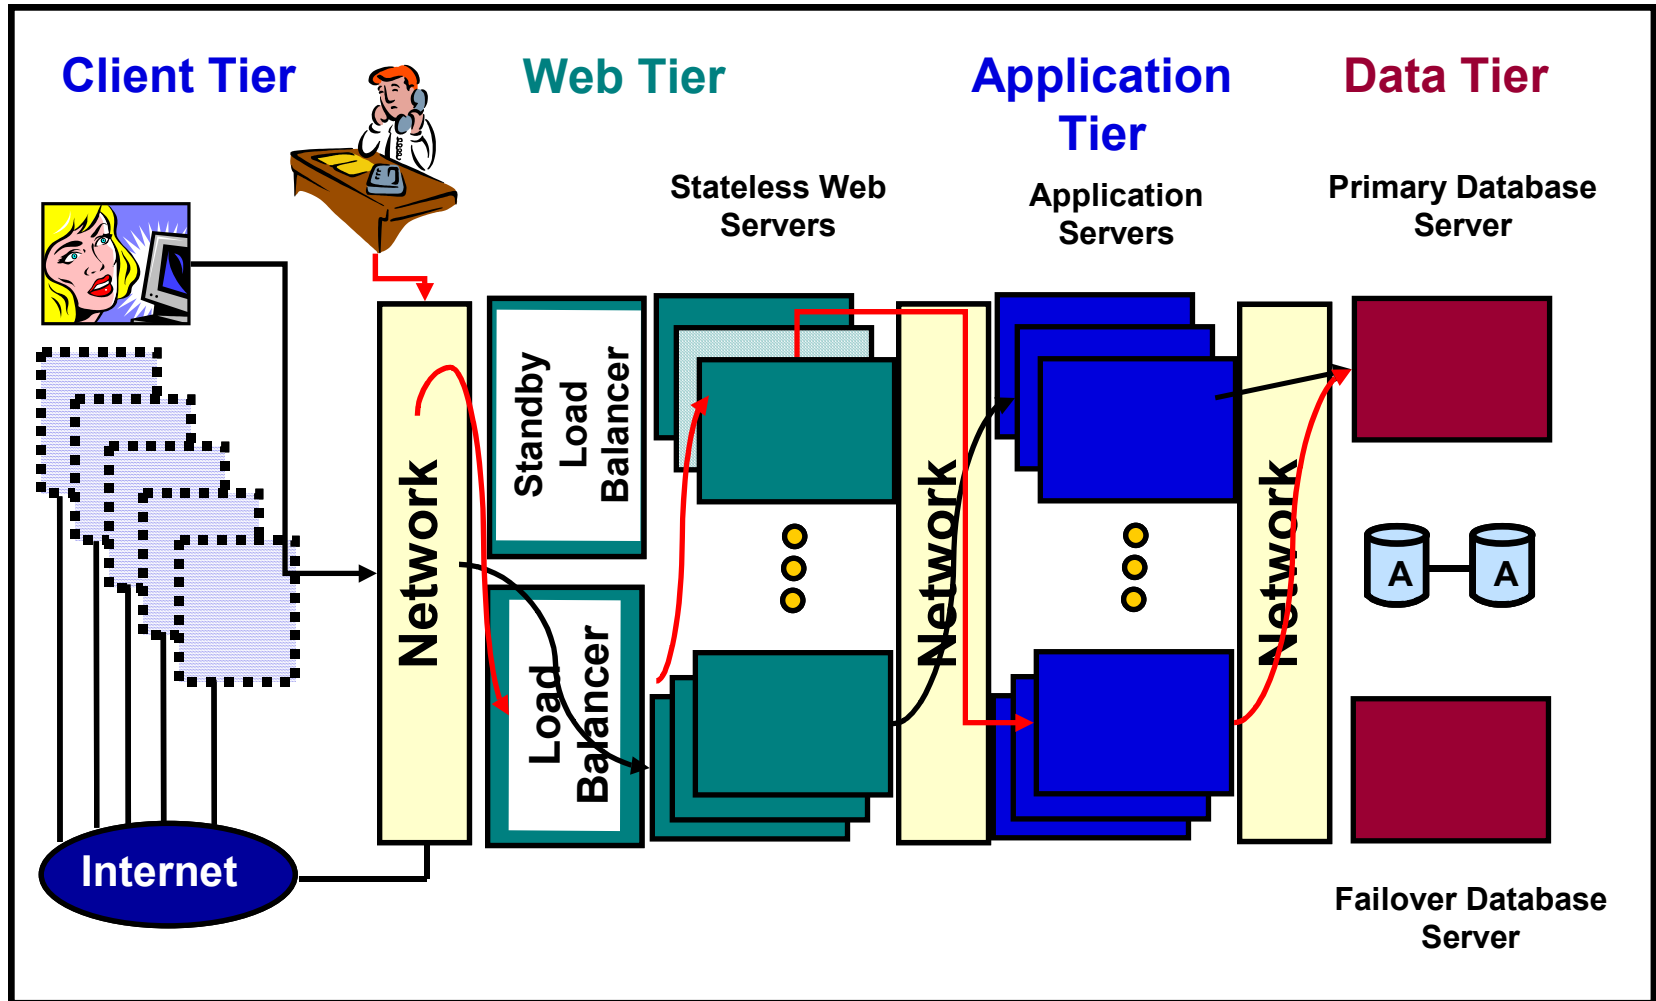 Client Tier
Web Tier
Application
Tier
Data Tier
Stateless Web
Servers
Application
Servers
Primary Database
Server
Network
Standby
Load
Balancer
Load
Balancer
Network
Network
A
A
Internet
Failover Database
Server